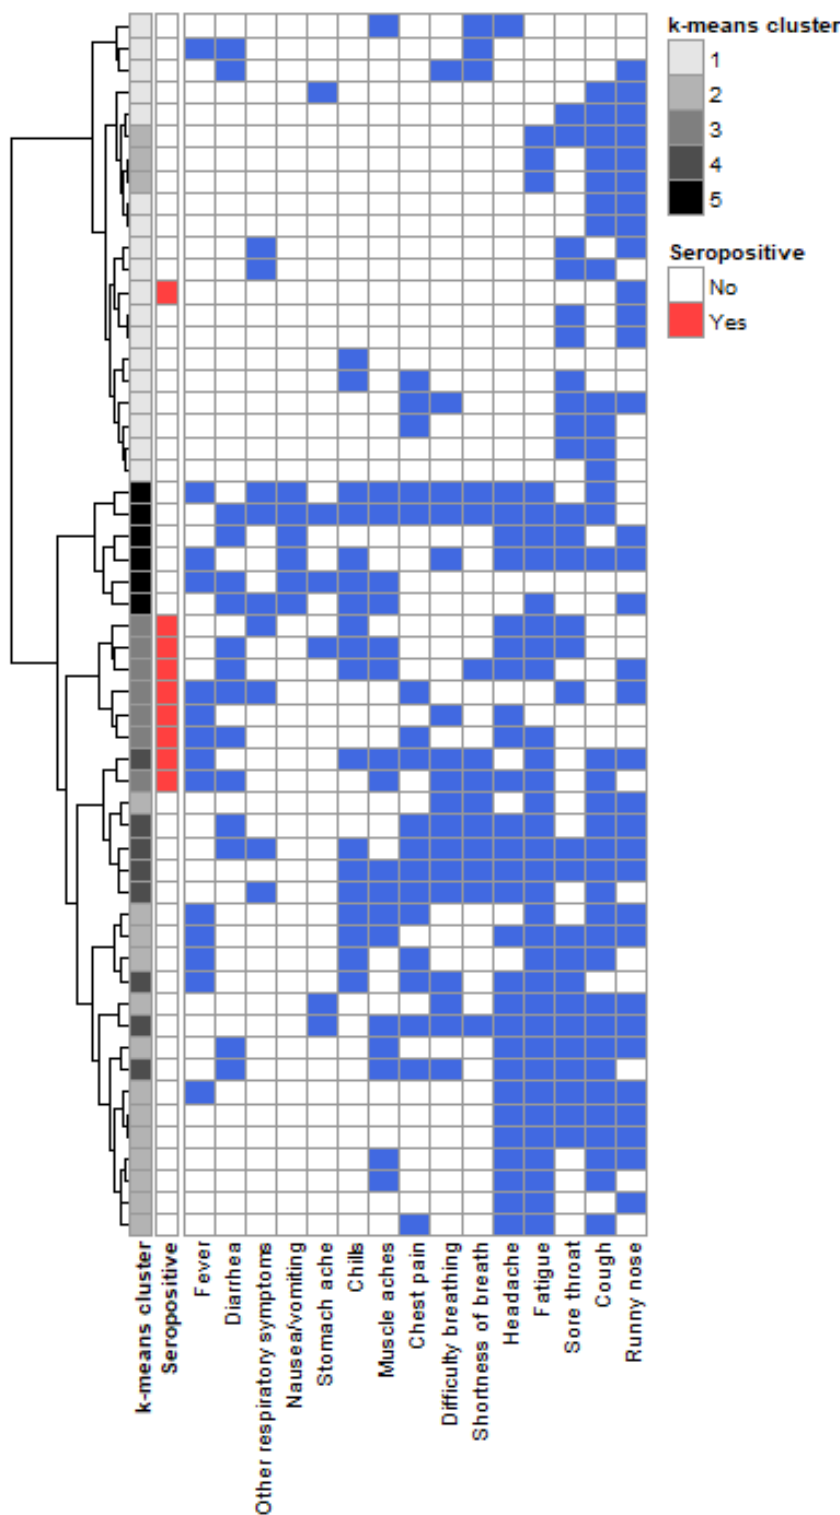 k-means cluster
1
2
3
4
5
Seropositive
No
Yes
k-means cluster
Seropositive
Fever
Diarrhea
Other respiratory symptoms
Nausea/vomiting
Stomach ache
Chills
Muscle aches
Chest pain
Difficulty breathing
Shortness of breath
Headache
Fatigue
Sore throat
Cough
Runny nose